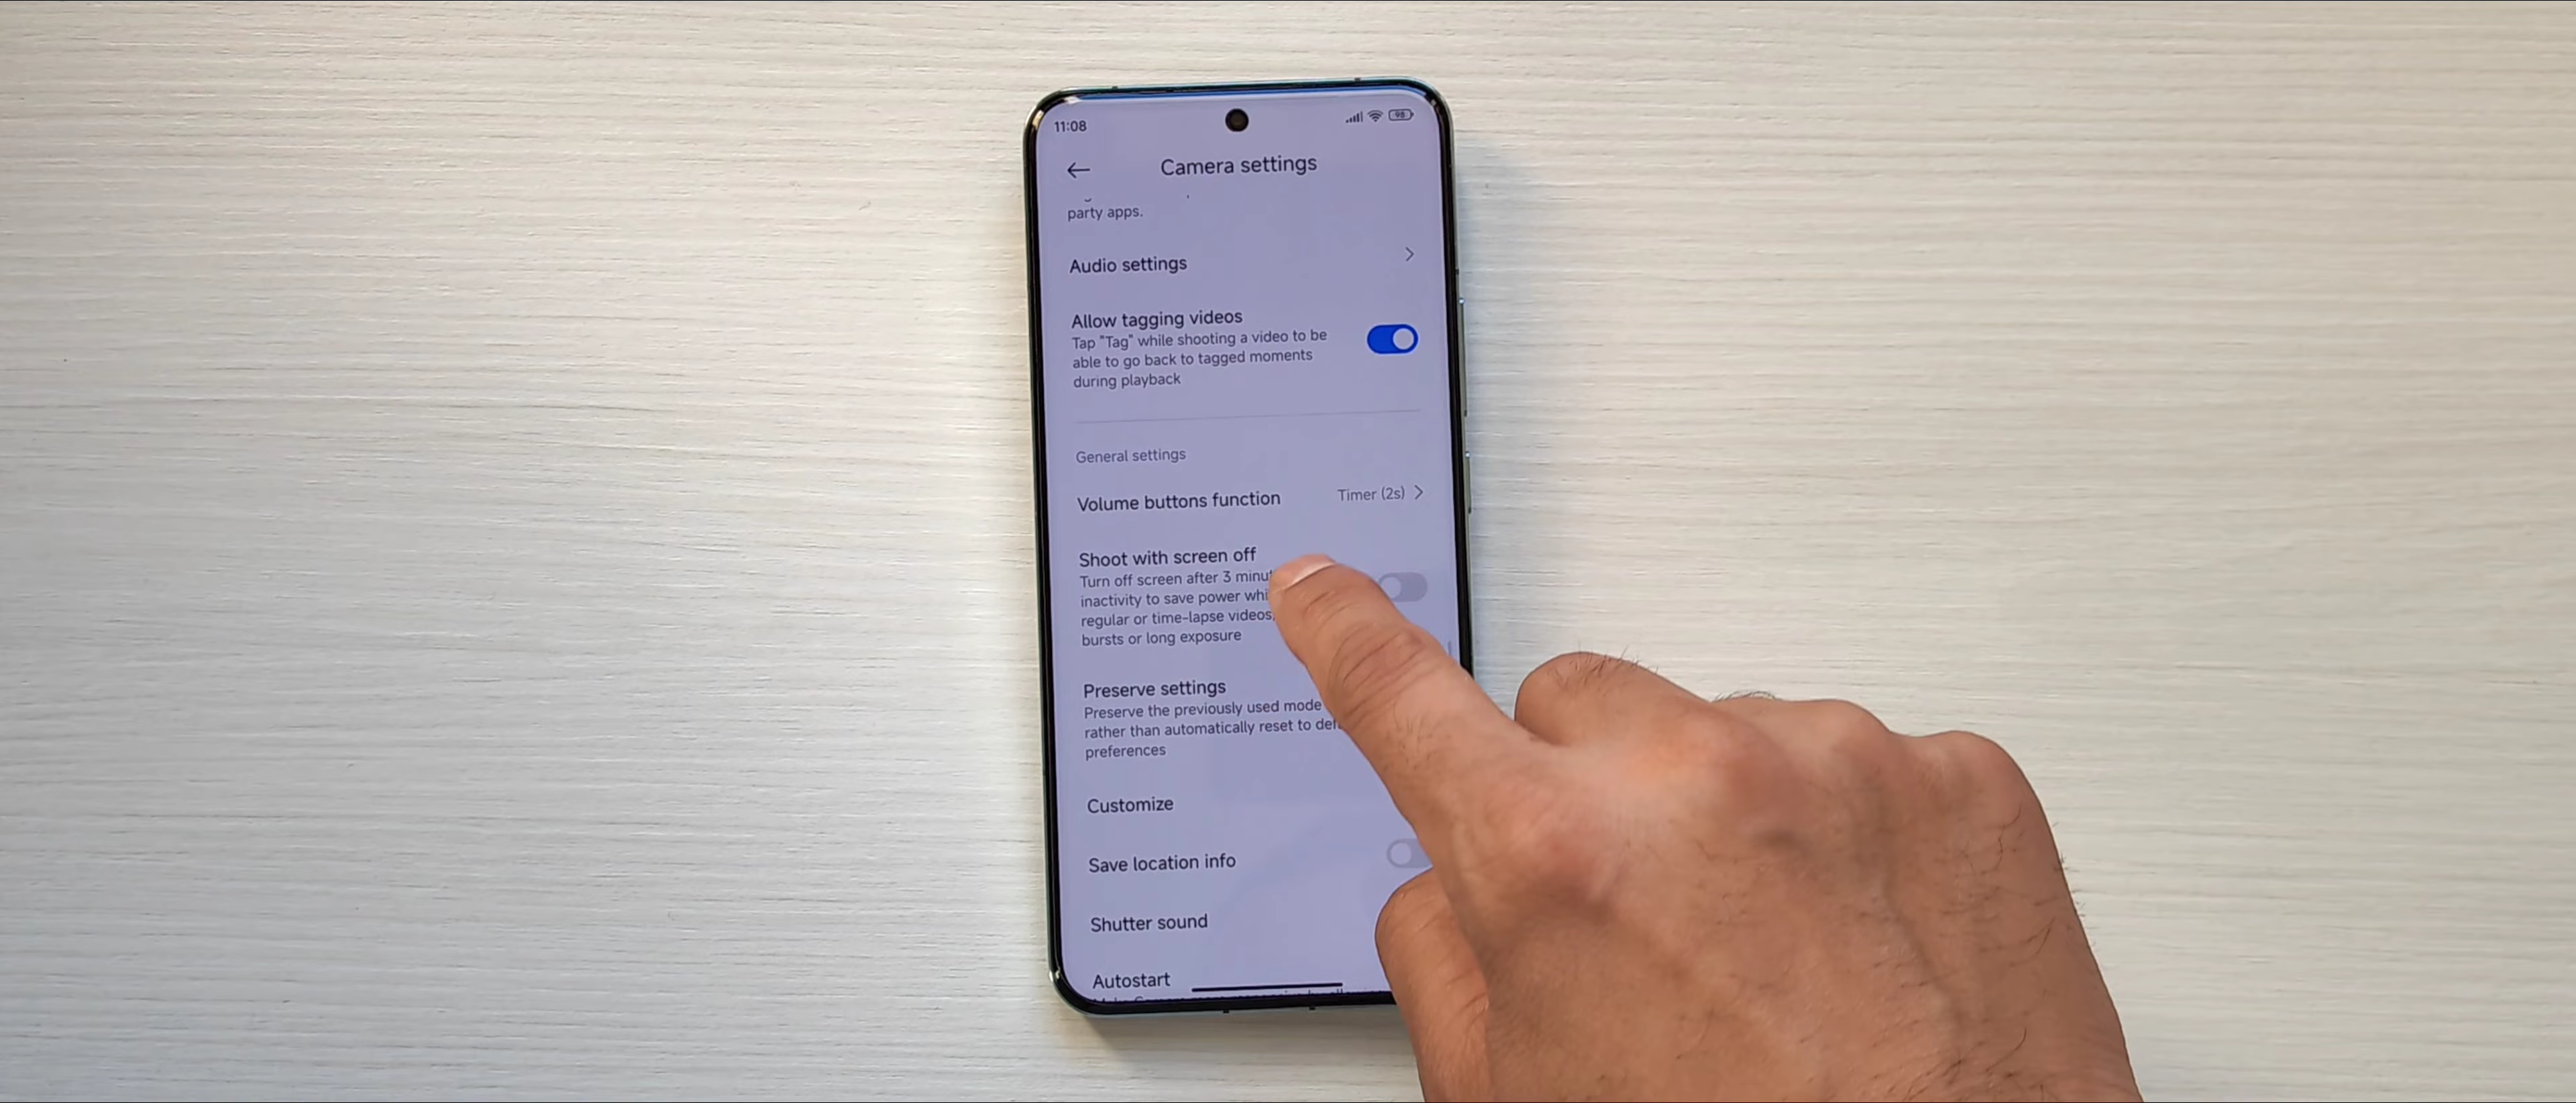 11:08
98
Camera settings
party apps.
Audio settings
Allow tagging videos
Tap "Tag" while shooting a video to be
able to go back to tagged moments
during playback
General settings
Volume buttons function
Timer (2s)
Shoot with screen off
Turn off screen after 3
inactivity to save power
regular or time-lapse videos,
bursts or long exposure
Preserve settings
Preserve the previously used mode
rather than automatically reset to
preferences
Customize
Save location info
Shutter sound
Autostart